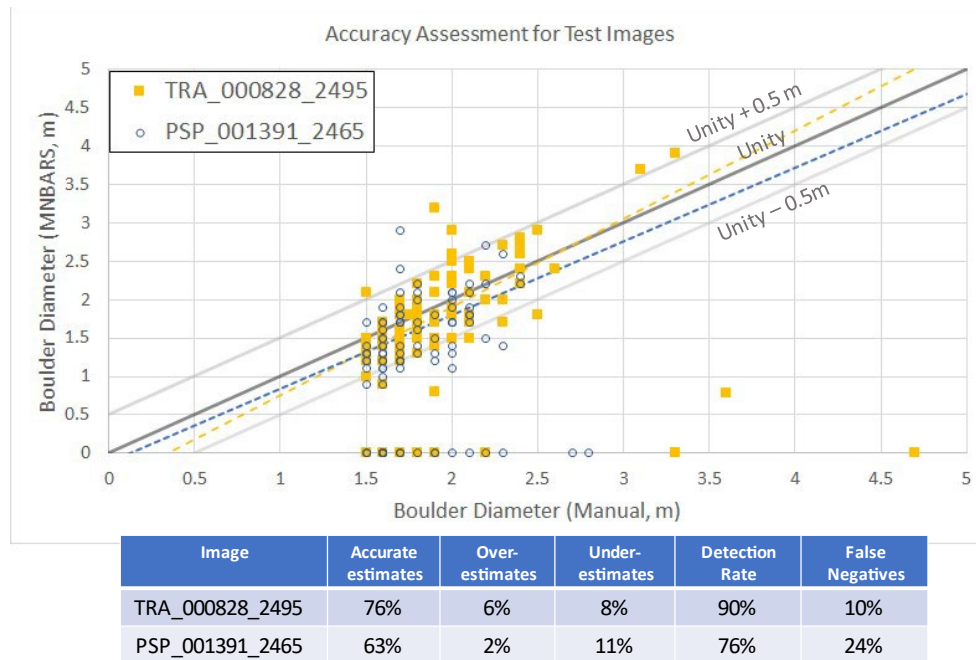 Accuracy Assessment for Test Images
TRA_000828_2495
PSP_001391_2465
Unity + 0.5 m
Unity
Unity – 0.5m
Boulder Diameter (MNBARS, m)
5
4.5
4
3.5
3
2.5
2
1.5
1
0.5
0
0 0.5 1 1.5 2 2.5 3 3.5 4 4.5 5
Boulder Diameter (Manual, m)
Image Accurate Over- Under- Detection False
estimates estimates estimates Rate Negatives
TRA_000828_2495 76% 6% 8% 90% 10%
PSP_001391_2465 63% 2% 11% 76% 24%